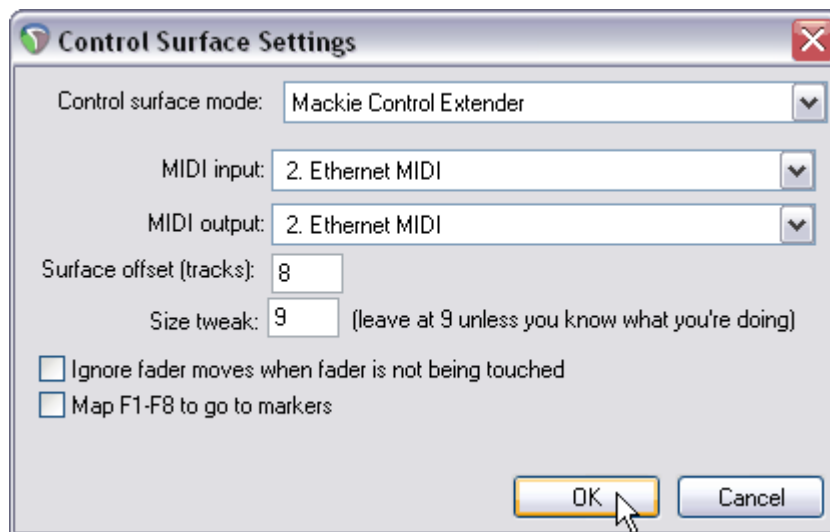 Control Surface Settings
Control surface mode: Mackie Control Extender
MIDI input: 2. Ethernet MIDI
MIDI output: 2. Ethernet MIDI
Surface offset (tracks): 8
Size tweak: 9 (leave at 9 unless you know what you're doing)
Ignore fader moves when fader is not being touched
Map F1-F8 to go to markers
OK Cancel